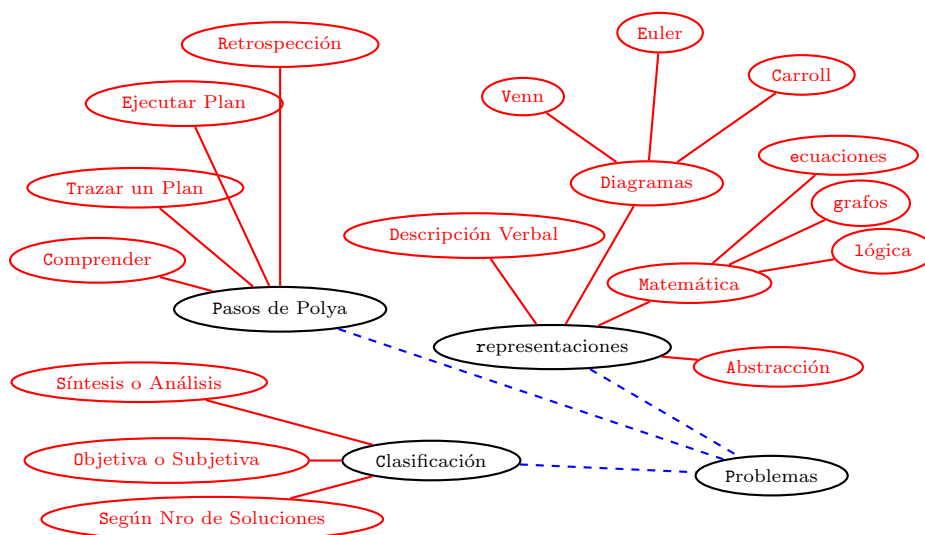 Euler
Retrospección
Carroll
Venn
Ejecutar Plan
ecuaciones
Diagramas
Trazar un Plan
grafos
Descripción Verbal
lógica
Comprender
Matemática
Pasos de Polya
representaciones
Abstracción
Síntesis o Análisis
Objetiva o Subjetiva
Clasificación
Problemas
Según Nro de Soluciones